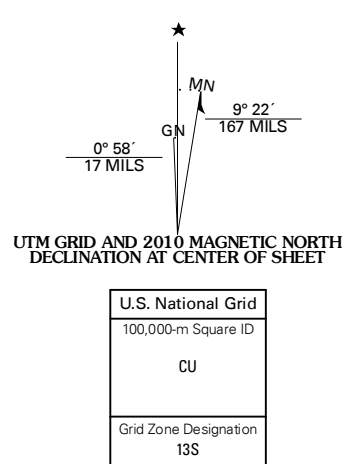 ★
MN
GN
9° 22´
167 MILS
0° 58´
17 MILS
UTM GRID AND 2010 MAGNETIC NORTH
DECLINATION AT CENTER OF SHEET
U.S. National Grid
100,000-m Square ID
CU
Grid Zone Designation
13S